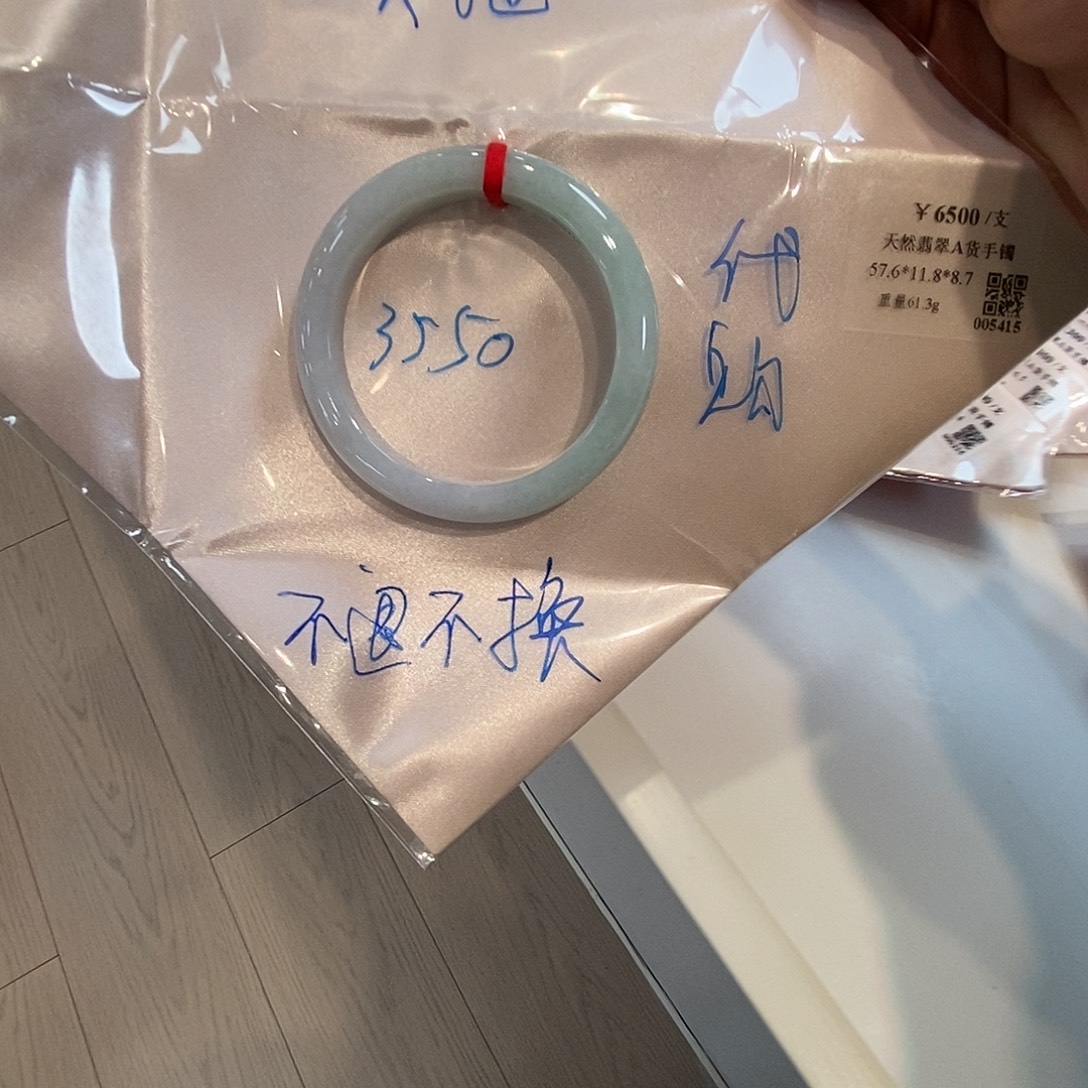 3550
代
购
¥ 6500 /支
天然翡翠A货手镯
57.6*11.8*8.7
重量61.3g
005415
不退不换